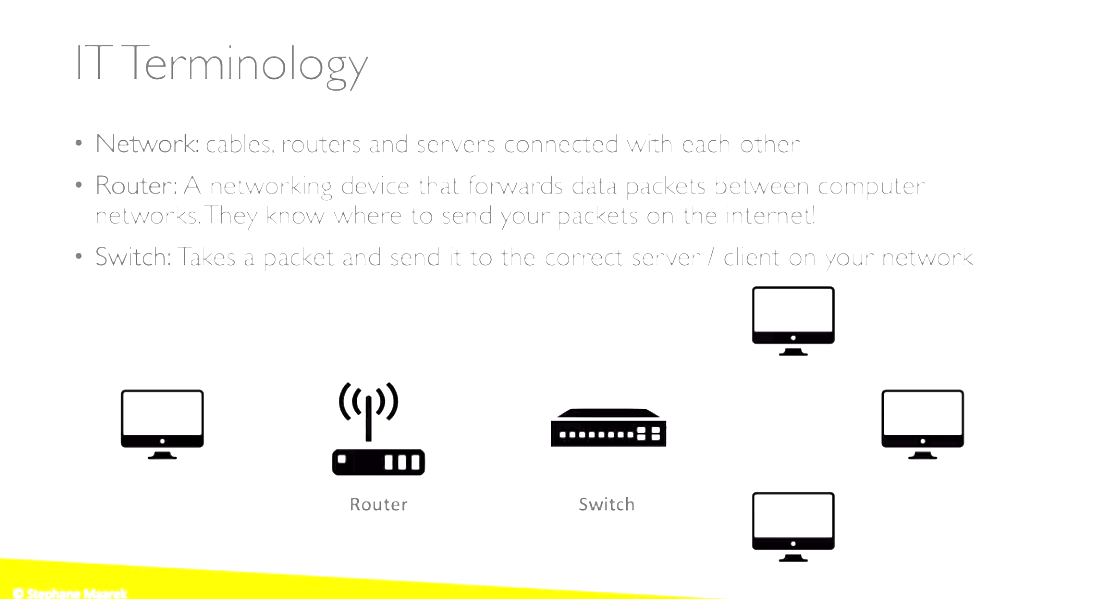 IT Terminology
• Network: cables, routers and servers connected with each other
• Router: A networking device that forwards data packets between computer
networks. They know where to send your packets on the internet!
• Switch: Takes a packet and send it to the correct server / client on your network
Router
Switch
© Stephane Maarek